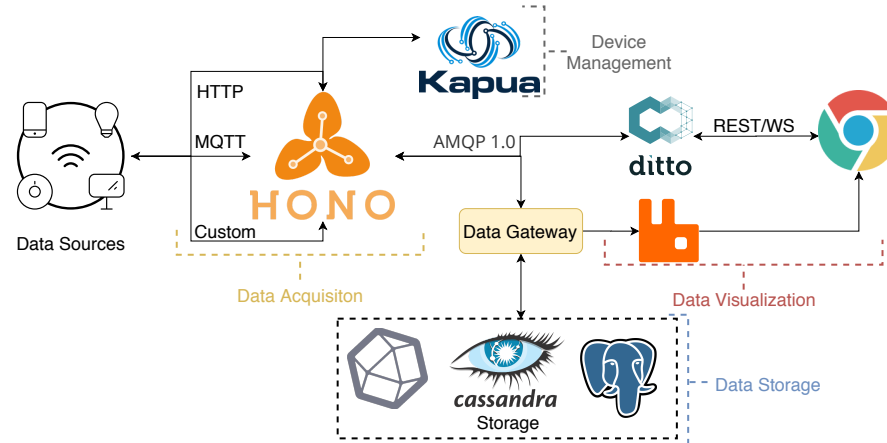 Kapua
Device
Management
HTTP
MQTT
Custom
HONO
AMQP 1.0
ditto
REST/WS
Data Sources
Data Gateway
Data Acquisiton
Data Visualization
cassandra
Storage
Data Storage